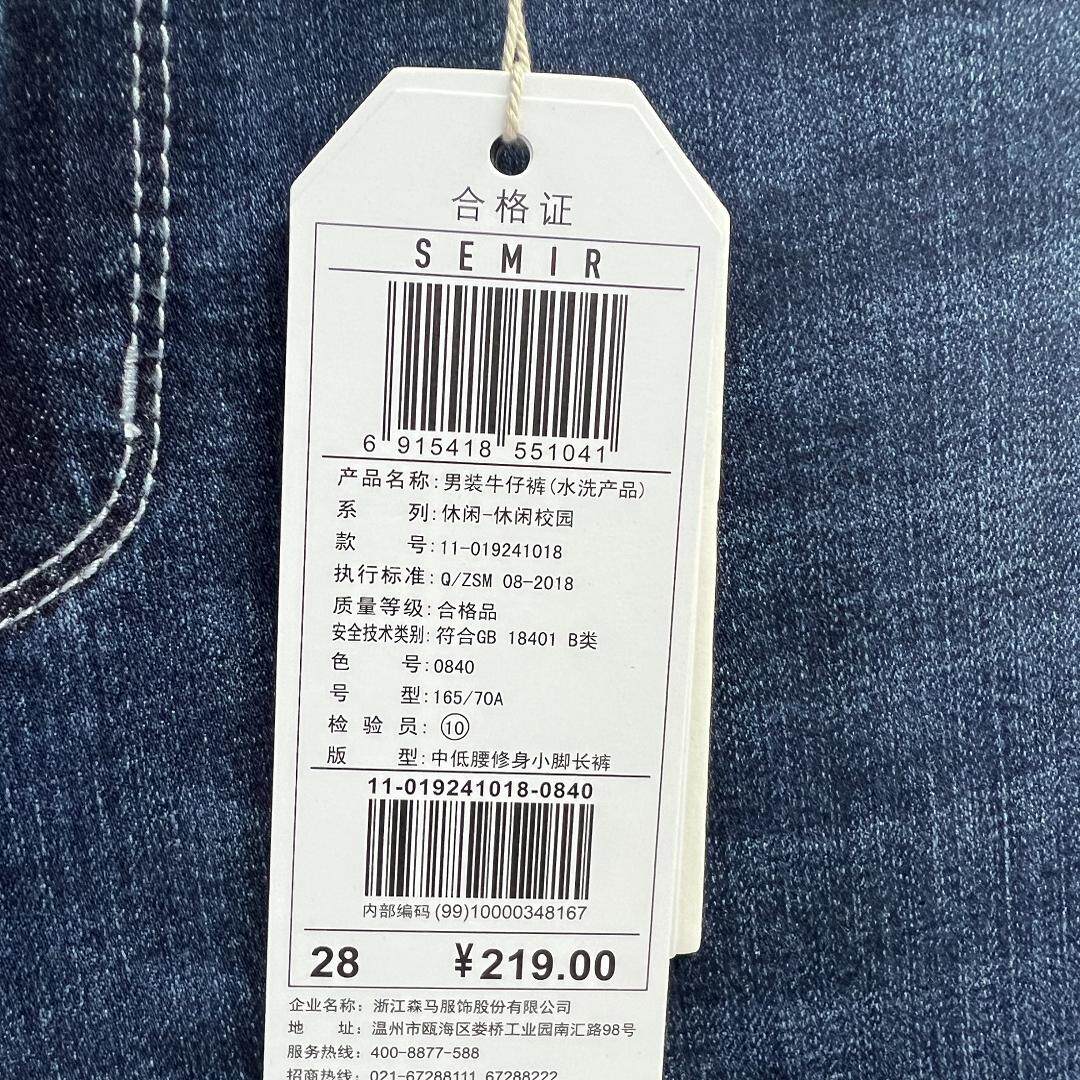 合格证
SEMIR
6 915418 551041
产品名称:男装牛仔裤(水洗产品)
系 列:休闲-休闲校园
款 号:11-019241018
执行标准:Q/ZSM 08-2018
质量等级:合格品
安全技术类别:符合GB 18401 B类
色 号:0840
号 型:165/70A
检 验 员:⑩
版 型:中低腰修身小脚长裤
11-019241018-0840
内部编码(99)10000348167
28 ¥219.00
企业名称:浙江森马服饰股份有限公司
地 址:温州市瓯海区娄桥工业园南汇路98号
服务热线:400-8877-588
招商热线:021-67288111 67288222